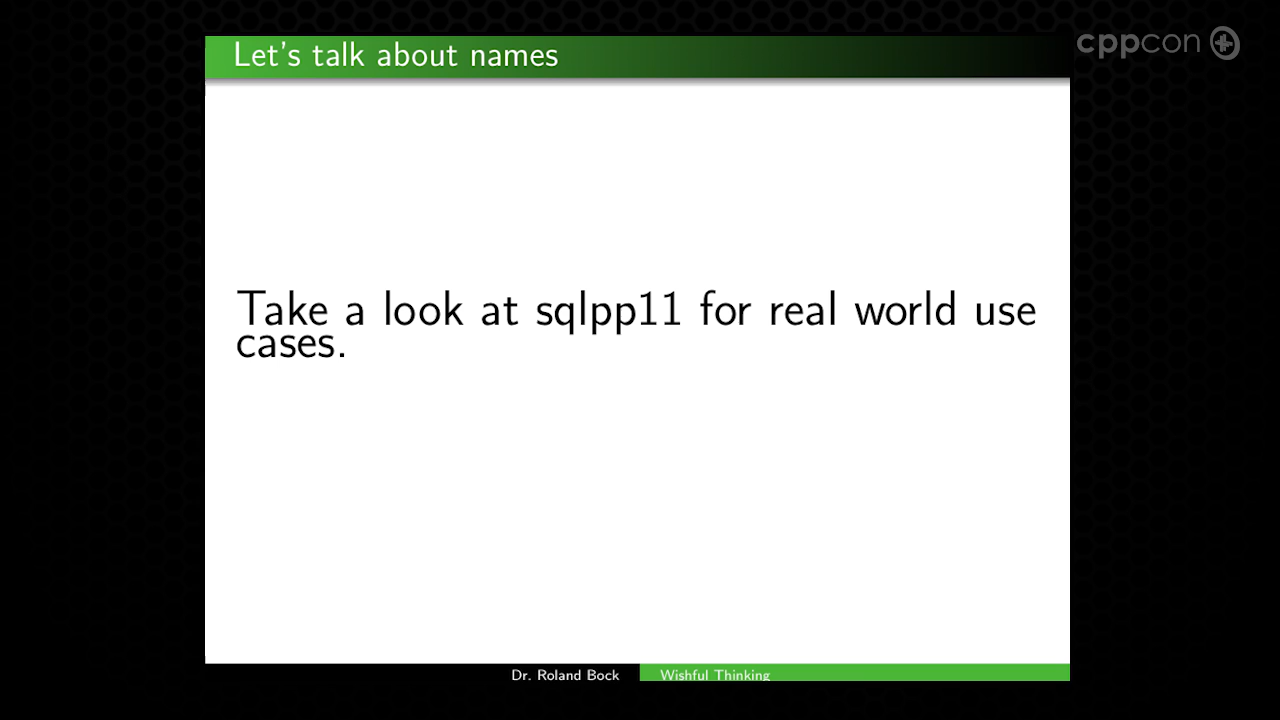 Let's talk about names
cppcon
Take a look at sqlpp11 for real world use
cases.
Dr. Roland Bock
Wishful Thinking